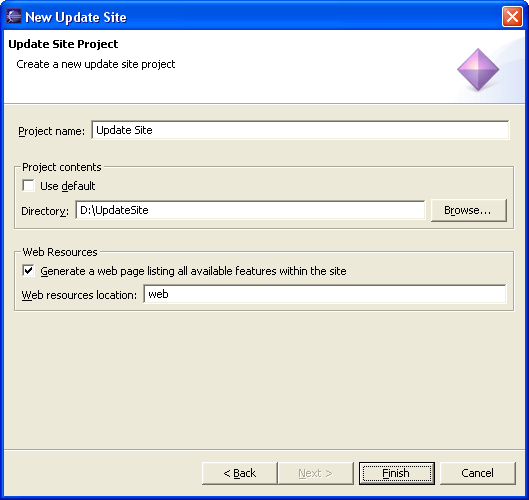 New Update Site
Update Site Project
Create a new update site project
Project name: Update Site
Project contents
Use default
Directory: D:\UpdateSite Browse...
Web Resources
Generate a web page listing all available features within the site
Web resources location: web
< Back Next > Finish Cancel